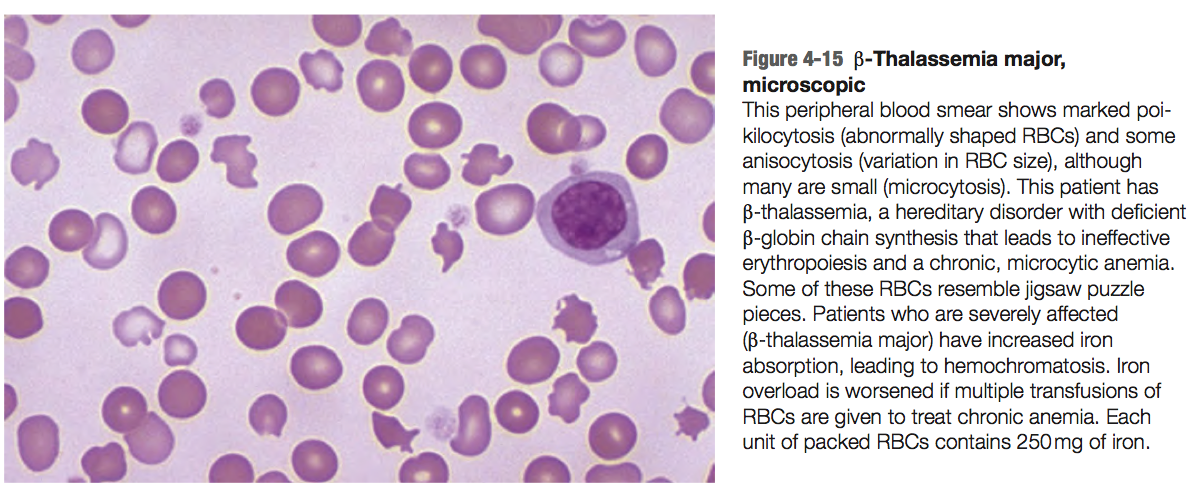 Figure 4-15 β-Thalassemia major,
microscopic
This peripheral blood smear shows marked poi-
kilocytosis (abnormally shaped RBCs) and some
anisocytosis (variation in RBC size), although
many are small (microcytosis). This patient has
β-thalassemia, a hereditary disorder with deficient
β-globin chain synthesis that leads to ineffective
erythropoiesis and a chronic, microcytic anemia.
Some of these RBCs resemble jigsaw puzzle
pieces. Patients who are severely affected
(β-thalassemia major) have increased iron
absorption, leading to hemochromatosis. Iron
overload is worsened if multiple transfusions of
RBCs are given to treat chronic anemia. Each
unit of packed RBCs contains 250 mg of iron.